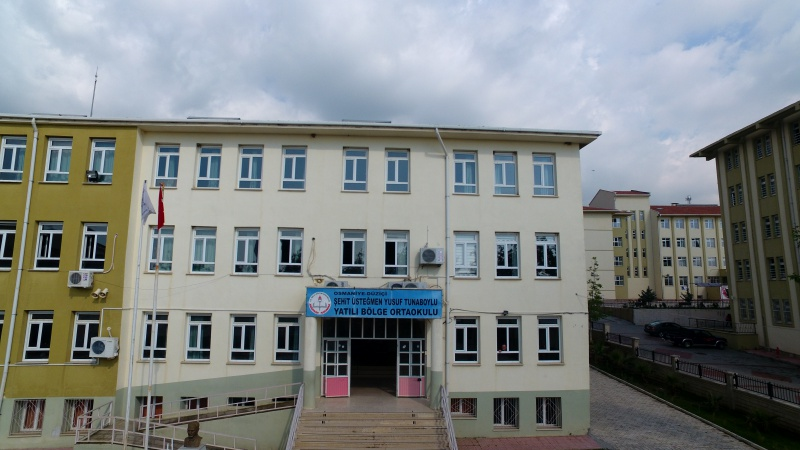 OSMANİYE-DÜZİÇİ
ŞEHİT ÜSTEĞMEN YUSUF TUNABOYLU
YATILI BÖLGE ORTAOKULU